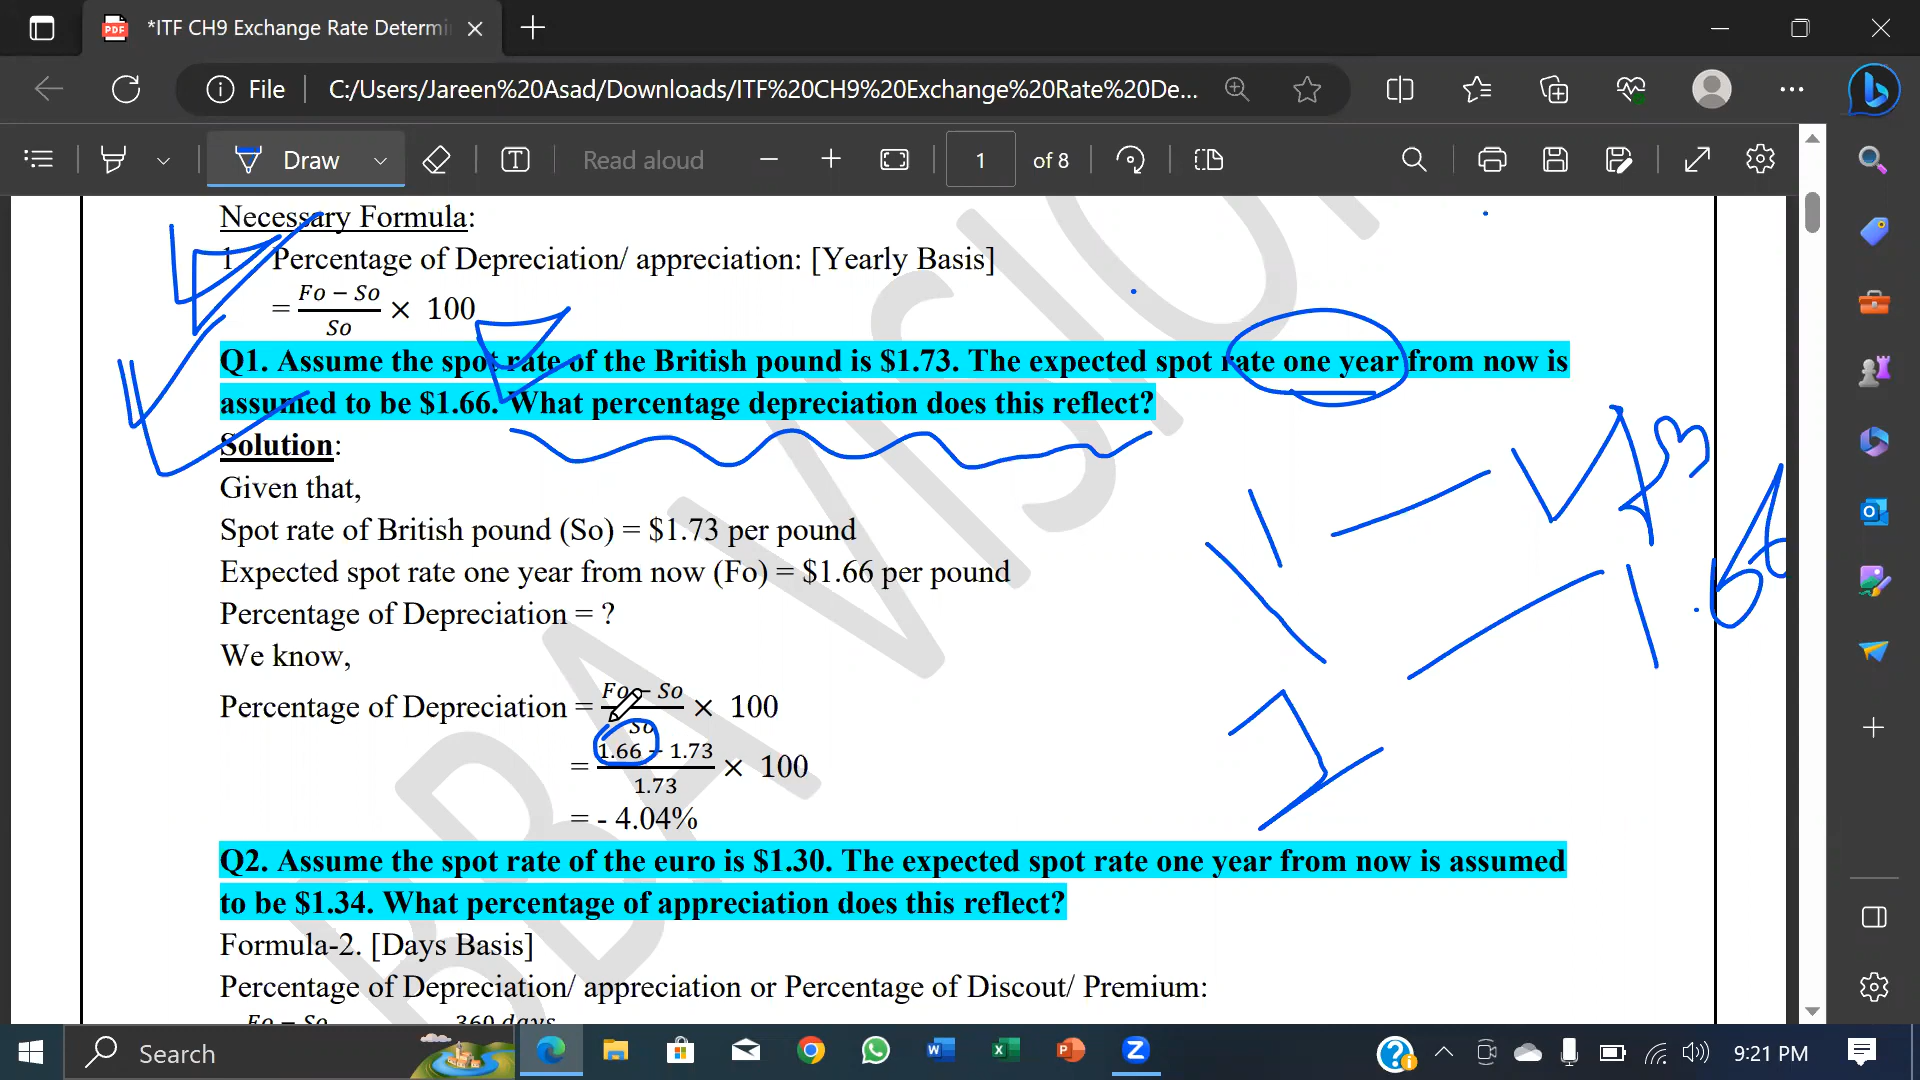 *ITF CH9 Exchange Rate Determi
File
C:/Users/Jareen%20Asad/Downloads/ITF%20CH9%20Exchange%20Rate%20De...
Draw
Read aloud
1 of 8
Necessary Formula:
1 Percentage of Depreciation/ appreciation: [Yearly Basis]
= (Fo − So)/So × 100
Q1. Assume the spot rate of the British pound is $1.73. The expected spot rate one year from now is
assumed to be $1.66. What percentage depreciation does this reflect?
Solution:
Given that,
Spot rate of British pound (So) = $1.73 per pound
Expected spot rate one year from now (Fo) = $1.66 per pound
Percentage of Depreciation = ?
We know,
Percentage of Depreciation = (Fo − So)/So × 100
= (1.66 − 1.73)/1.73 × 100
= - 4.04%
Q2. Assume the spot rate of the euro is $1.30. The expected spot rate one year from now is assumed
to be $1.34. What percentage of appreciation does this reflect?
Formula-2. [Days Basis]
Percentage of Depreciation/ appreciation or Percentage of Discout/ Premium:
Fo − So 360 days
Search
9:21 PM